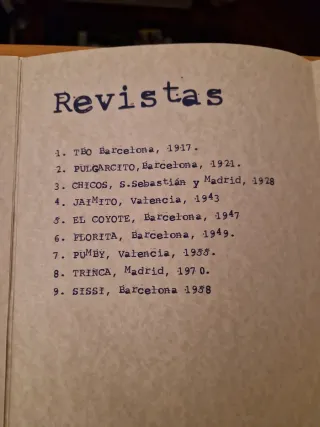 Revistas
1. TBO Barcelona, 1917.
2. PULGARCITO, Barcelona, 1921.
3. CHICOS, S.Sebastián y Madrid, 1928
4. JAIMITO, Valencia, 1943
5. EL COYOTE, Barcelona, 1947
6. FLORITA, Barcelona, 1949.
7. PUMBY, Valencia, 1955.
8. TRINCA, Madrid, 1970.
9. SISSI, Barcelona 1958